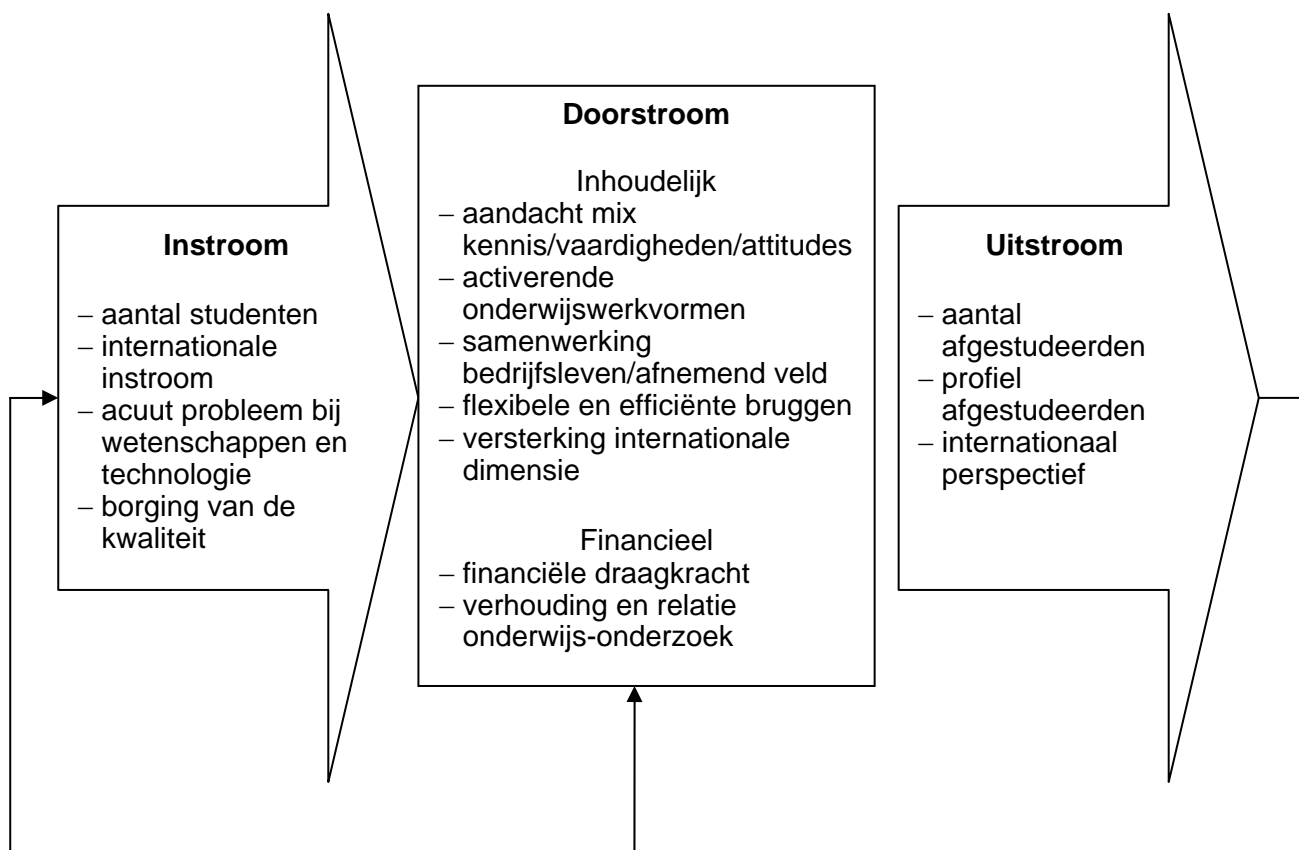 Instroom
– aantal studenten
– internationale
instroom
– acuut probleem bij
wetenschappen en
technologie
– borging van de
kwaliteit
Doorstroom
Inhoudelijk
– aandacht mix
kennis/vaardigheden/attitudes
– activerende
onderwijswerkvormen
– samenwerking
bedrijfsleven/afnemend veld
– flexibele en efficiënte bruggen
– versterking internationale
dimensie
Financieel
– financiële draagkracht
– verhouding en relatie
onderwijs-onderzoek
Uitstroom
– aantal
afgestudeerden
– profiel
afgestudeerden
– internationaal
perspectief